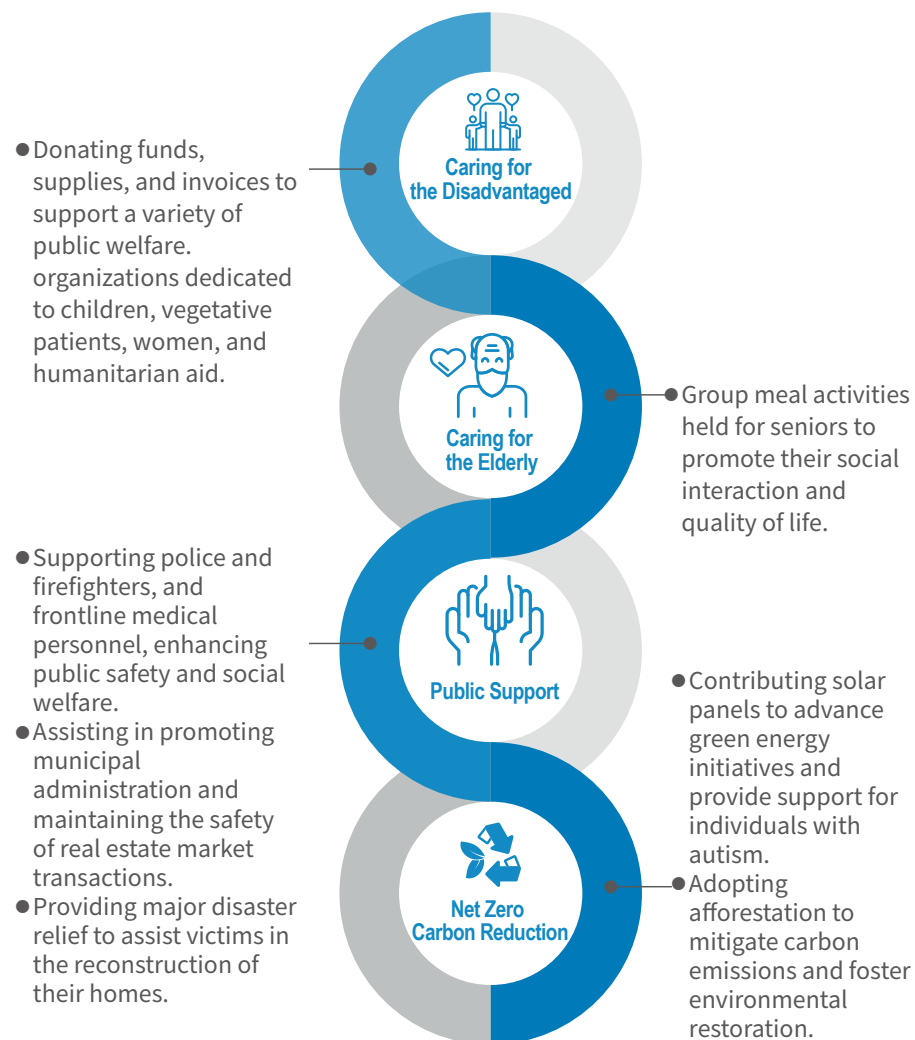 Caring for
the Disadvantaged
●Donating funds,
supplies, and invoices to
support a variety of
public welfare.
organizations dedicated
to children, vegetative
patients, women, and
humanitarian aid.
Caring for
the Elderly
●Group meal activities
held for seniors to
promote their social
interaction and
quality of life.
Public Support
●Supporting police and
firefighters, and
frontline medical
personnel, enhancing
public safety and social
welfare.
●Assisting in promoting
municipal
administration and
maintaining the safety
of real estate market
transactions.
●Providing major disaster
relief to assist victims in
the reconstruction of
their homes.
Net Zero
Carbon Reduction
●Contributing solar
panels to advance
green energy
initiatives and
provide support for
individuals with
autism.
●Adopting
afforestation to
mitigate carbon
emissions and foster
environmental
restoration.